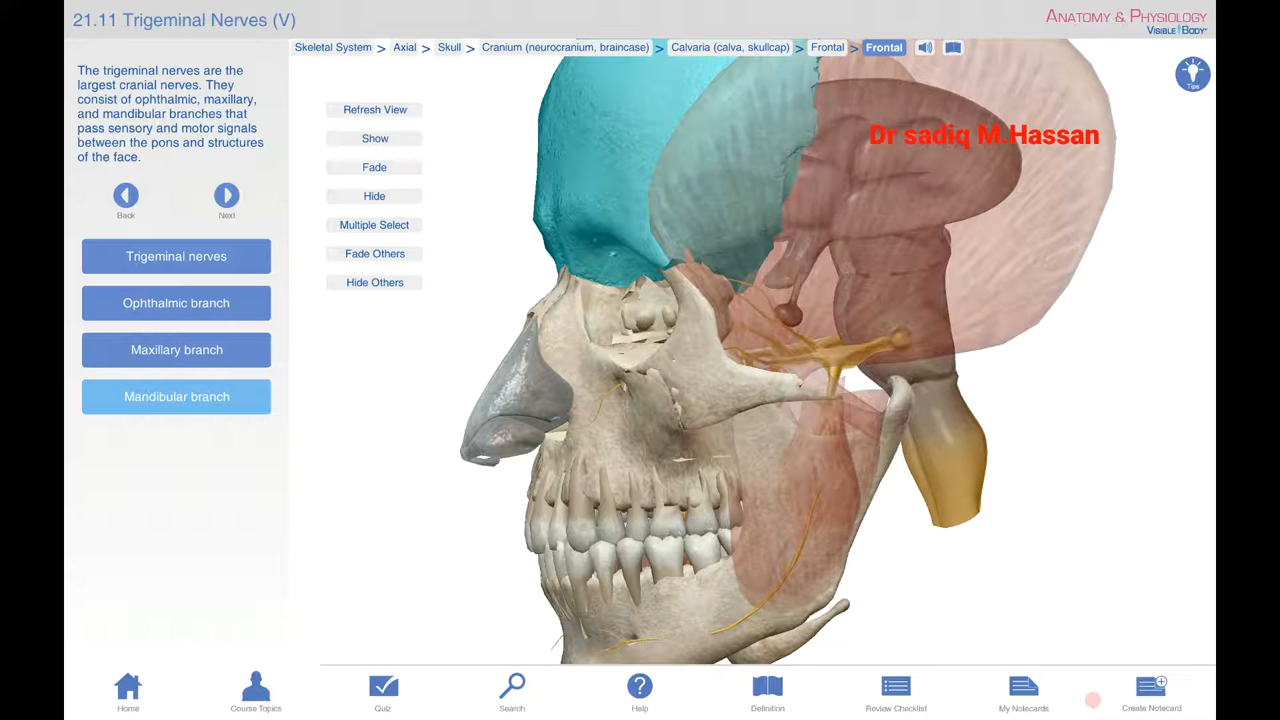 21.11 Trigeminal Nerves (V)
ANATOMY & PHYSIOLOGY
VISIBLE BODY®
Skeletal System > Axial > Skull > Cranium (neurocranium, braincase) > Calvaria (calva, skullcap) > Frontal > Frontal
The trigeminal nerves are the
largest cranial nerves. They
consist of ophthalmic, maxillary,
and mandibular branches that
pass sensory and motor signals
between the pons and structures
of the face.
Back
Next
Trigeminal nerves
Ophthalmic branch
Maxillary branch
Mandibular branch
Refresh View
Show
Fade
Hide
Multiple Select
Fade Others
Hide Others
Tips
Dr sadiq M.Hassan
Home
Course Topics
Quiz
Search
Help
Definition
Review Checklist
My Notecards
Create Notecard